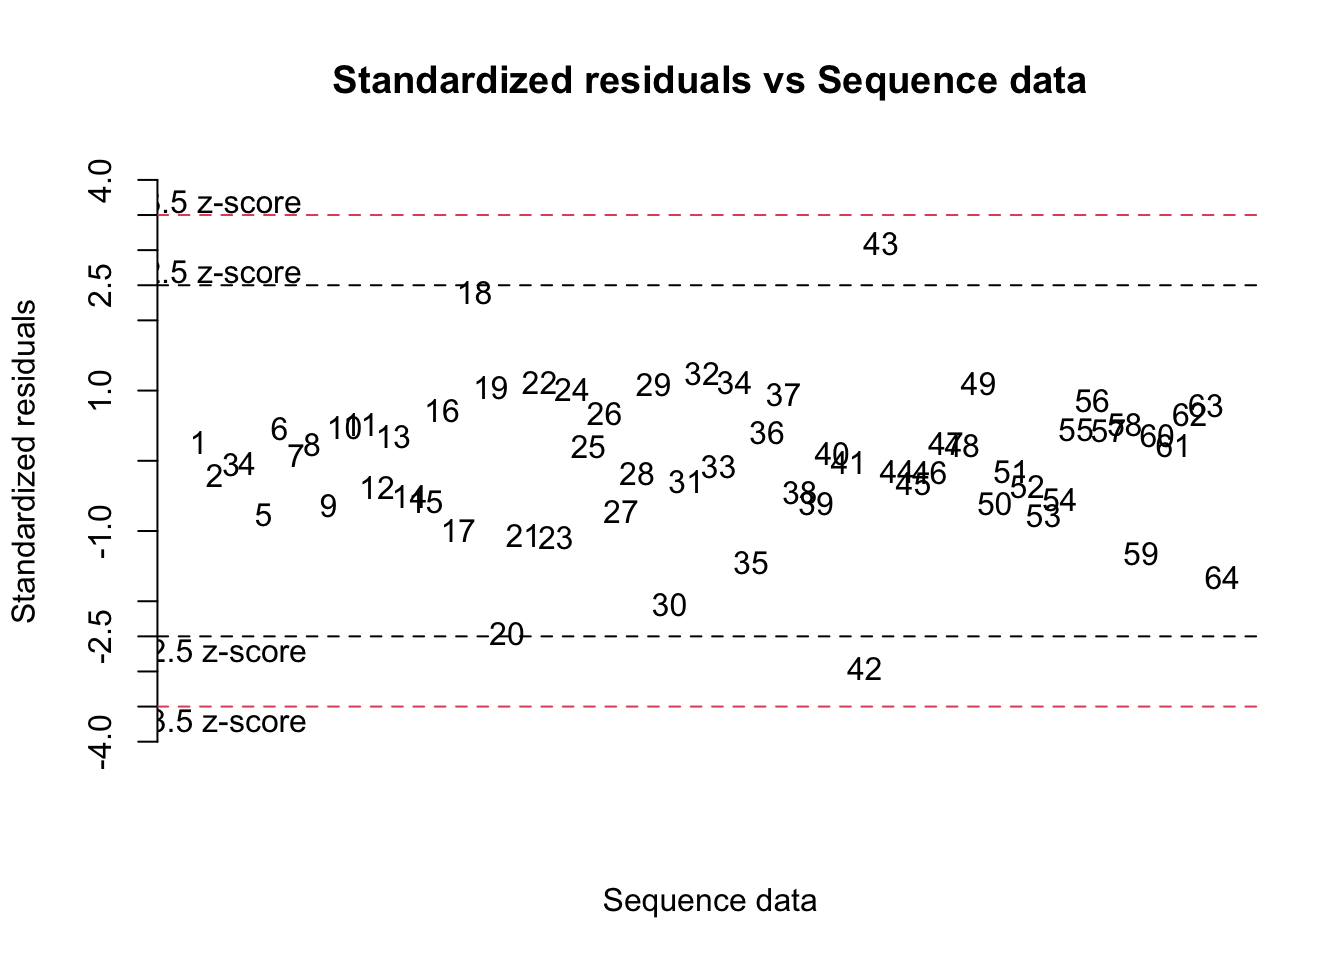 Standardized residuals vs Sequence data
4.0
.5 z-score
43
.5 z-score
2.5
18
32
22 29 34 49
1.0 19 24
37
56
63
16
26 62
6 10 11 58
36 55 57
13 60
1 8 25 47 48 61
7 40
3 4 33 41
2 28 44 46 51
31 45
12 52
38
14 15 54
9 39 50
5 27 53
-1.0 17
21 23
59
35
64
30
-2.5 20
2.5 z-score
42
3.5 z-score
-4.0
Standardized residuals
Sequence data